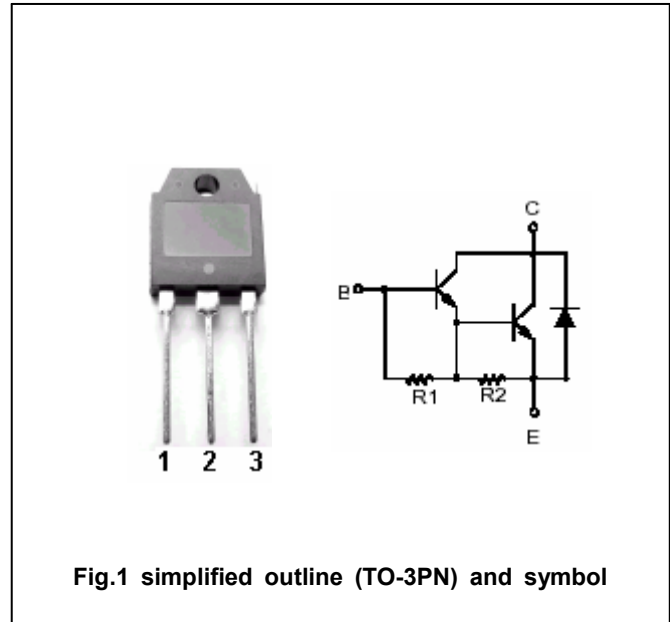 C
B
R1
R2
E
1 2 3
Fig.1 simplified outline (TO-3PN) and symbol